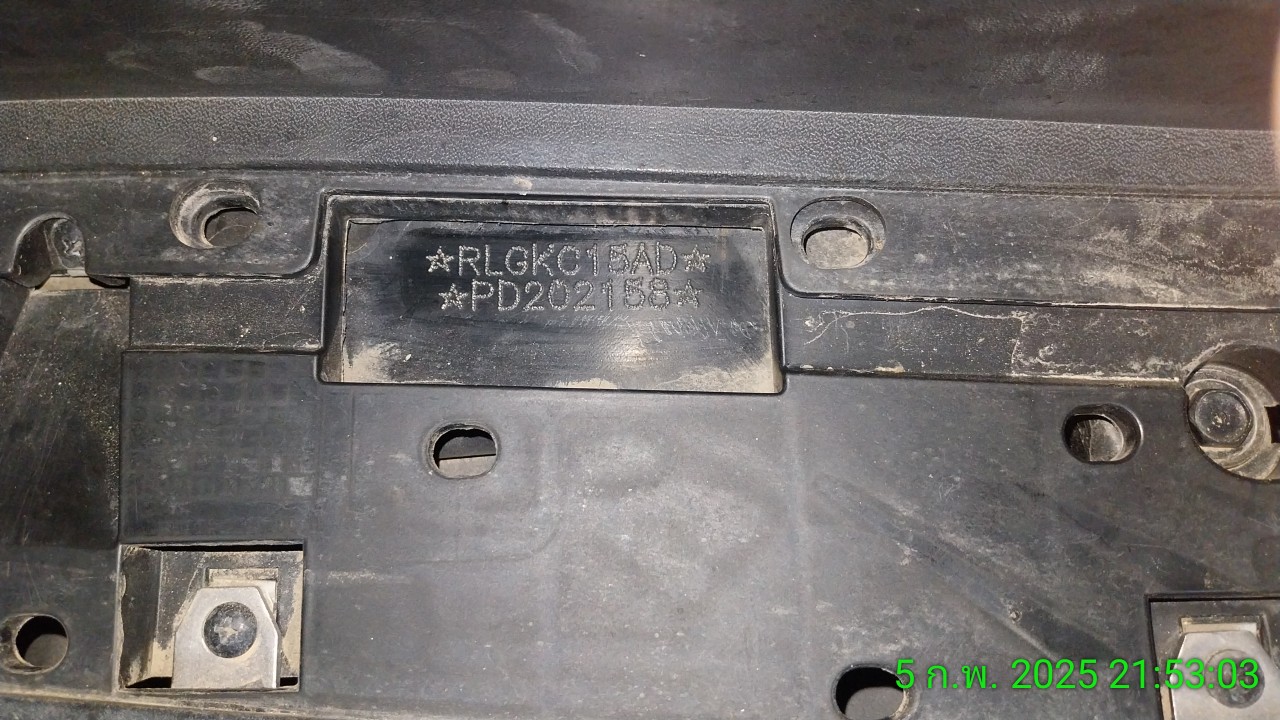 ☆RLGKC15AD☆
☆PD202158☆
5 ก.พ. 2025 21:53:03